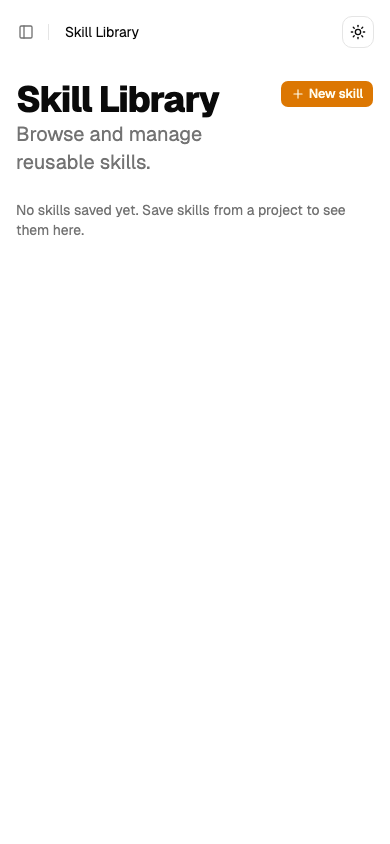 Skill Library
Skill Library
New skill
Browse and manage
reusable skills.
No skills saved yet. Save skills from a project to see
them here.